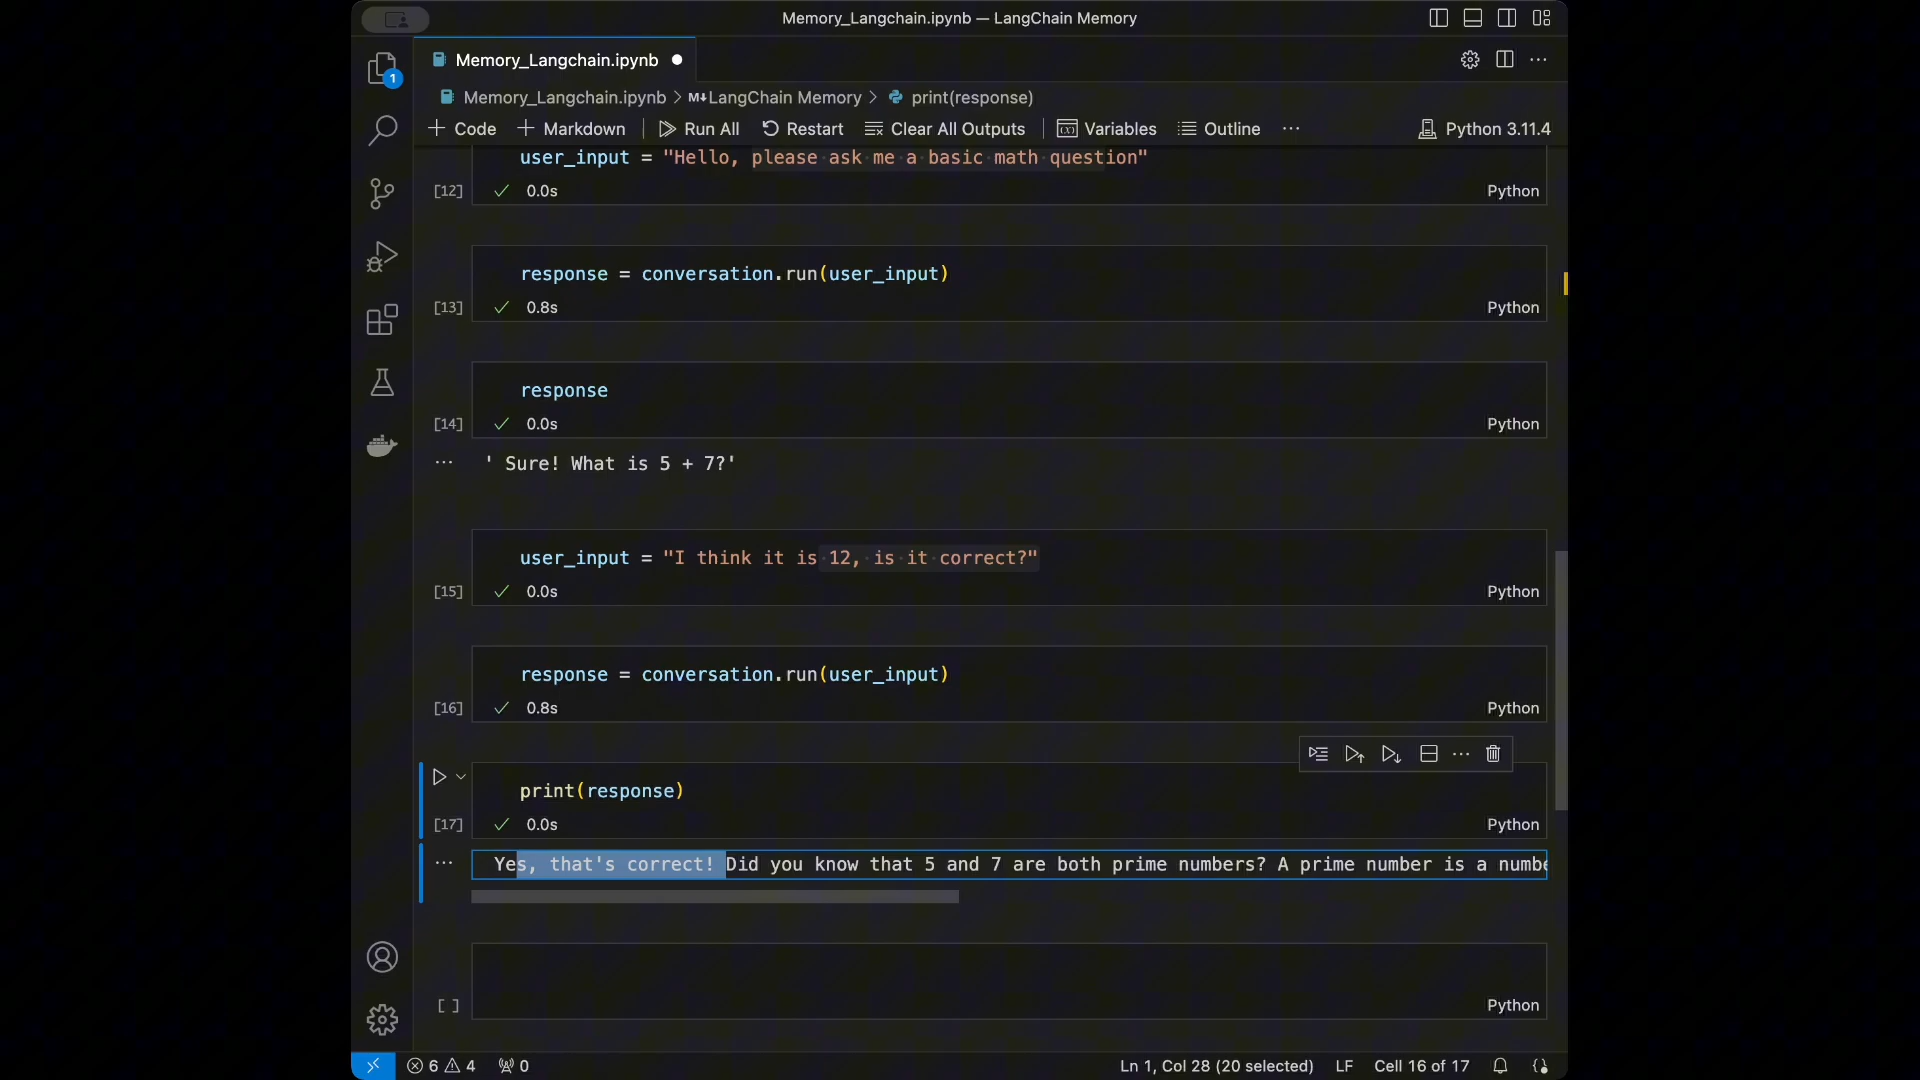 Memory_Langchain.ipynb — LangChain Memory
1
Memory_Langchain.ipynb
Memory_Langchain.ipynb > M↓LangChain Memory > print(response)
+ Code + Markdown Run All Restart Clear All Outputs Variables Outline ... Python 3.11.4
user_input = "Hello, please ask me a basic math question"
[12] 0.0s Python
response = conversation.run(user_input)
[13] 0.8s Python
response
[14] 0.0s Python
... ' Sure! What is 5 + 7?'
user_input = "I think it is 12, is it correct?"
[15] 0.0s Python
response = conversation.run(user_input)
[16] 0.8s Python
print(response)
[17] 0.0s Python
... Yes, that's correct! Did you know that 5 and 7 are both prime numbers? A prime number is a numbe
[ ] Python
6 4 0 Ln 1, Col 28 (20 selected) LF Cell 16 of 17